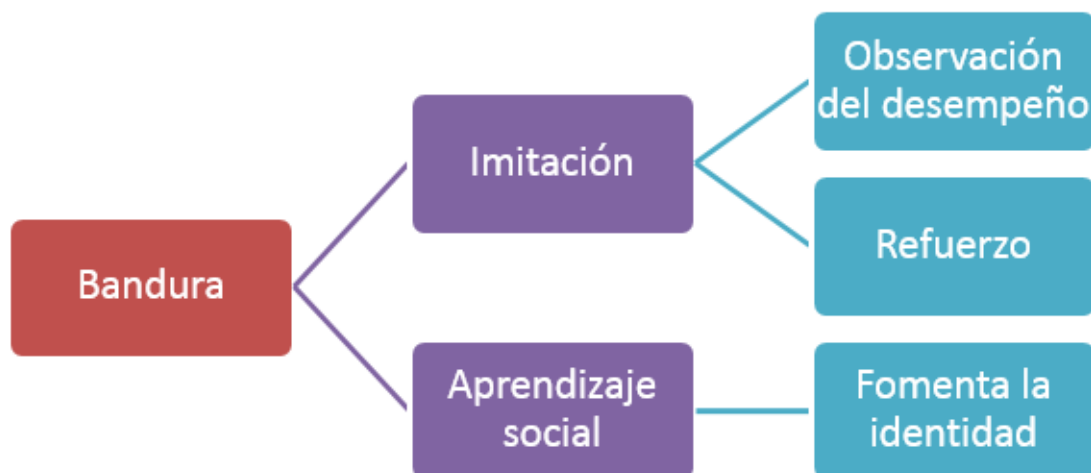 Bandura
Imitación
Observación
del desempeño
Refuerzo
Aprendizaje
social
Fomenta la
identidad